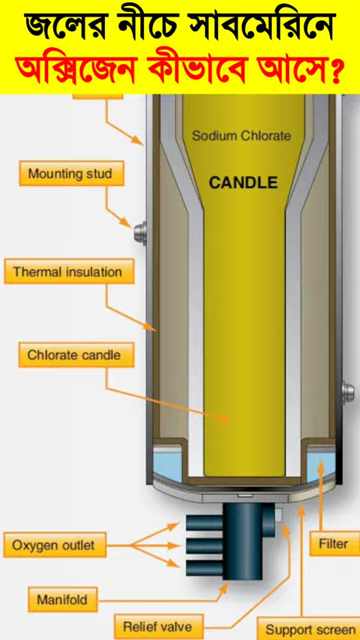 জলের নীচে সাবমেরিনে
অক্সিজেন কীভাবে আসে?
Sodium Chlorate
CANDLE
Mounting stud
Thermal insulation
Chlorate candle
Oxygen outlet
Filter
Manifold
Relief valve
Support screen